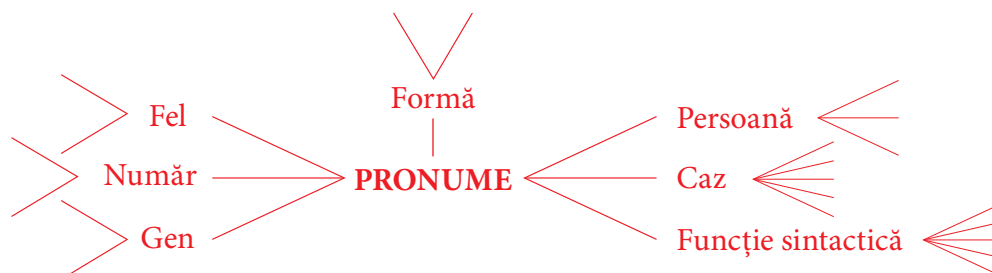 Formă
Fel
Persoană
Număr
PRONUME
Caz
Gen
Funcție sintactică